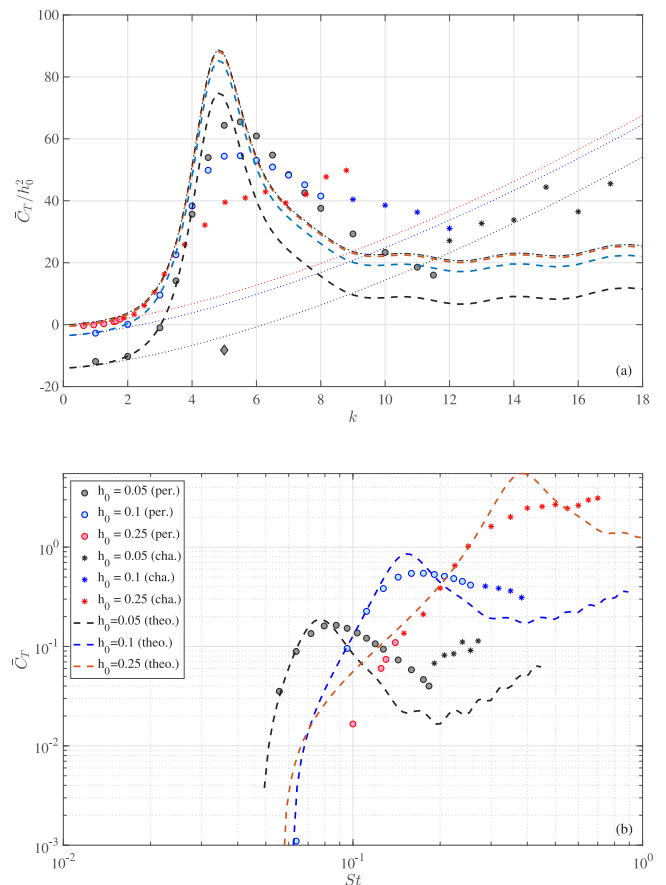 100
80
60
40
20
0
-20
C̄_T/h_0^2
0 2 4 6 8 10 12 14 16 18
k
(a)
h_0 = 0.05 (per.)
h_0 = 0.1 (per.)
h_0 = 0.25 (per.)
h_0 = 0.05 (cha.)
h_0 = 0.1 (cha.)
h_0 = 0.25 (cha.)
h_0=0.05 (theo.)
h_0=0.1 (theo.)
h_0=0.25 (theo.)
10^0
10^-1
10^-2
10^-3
C̄_T
10^-2 10^-1 10^0
St
(b)